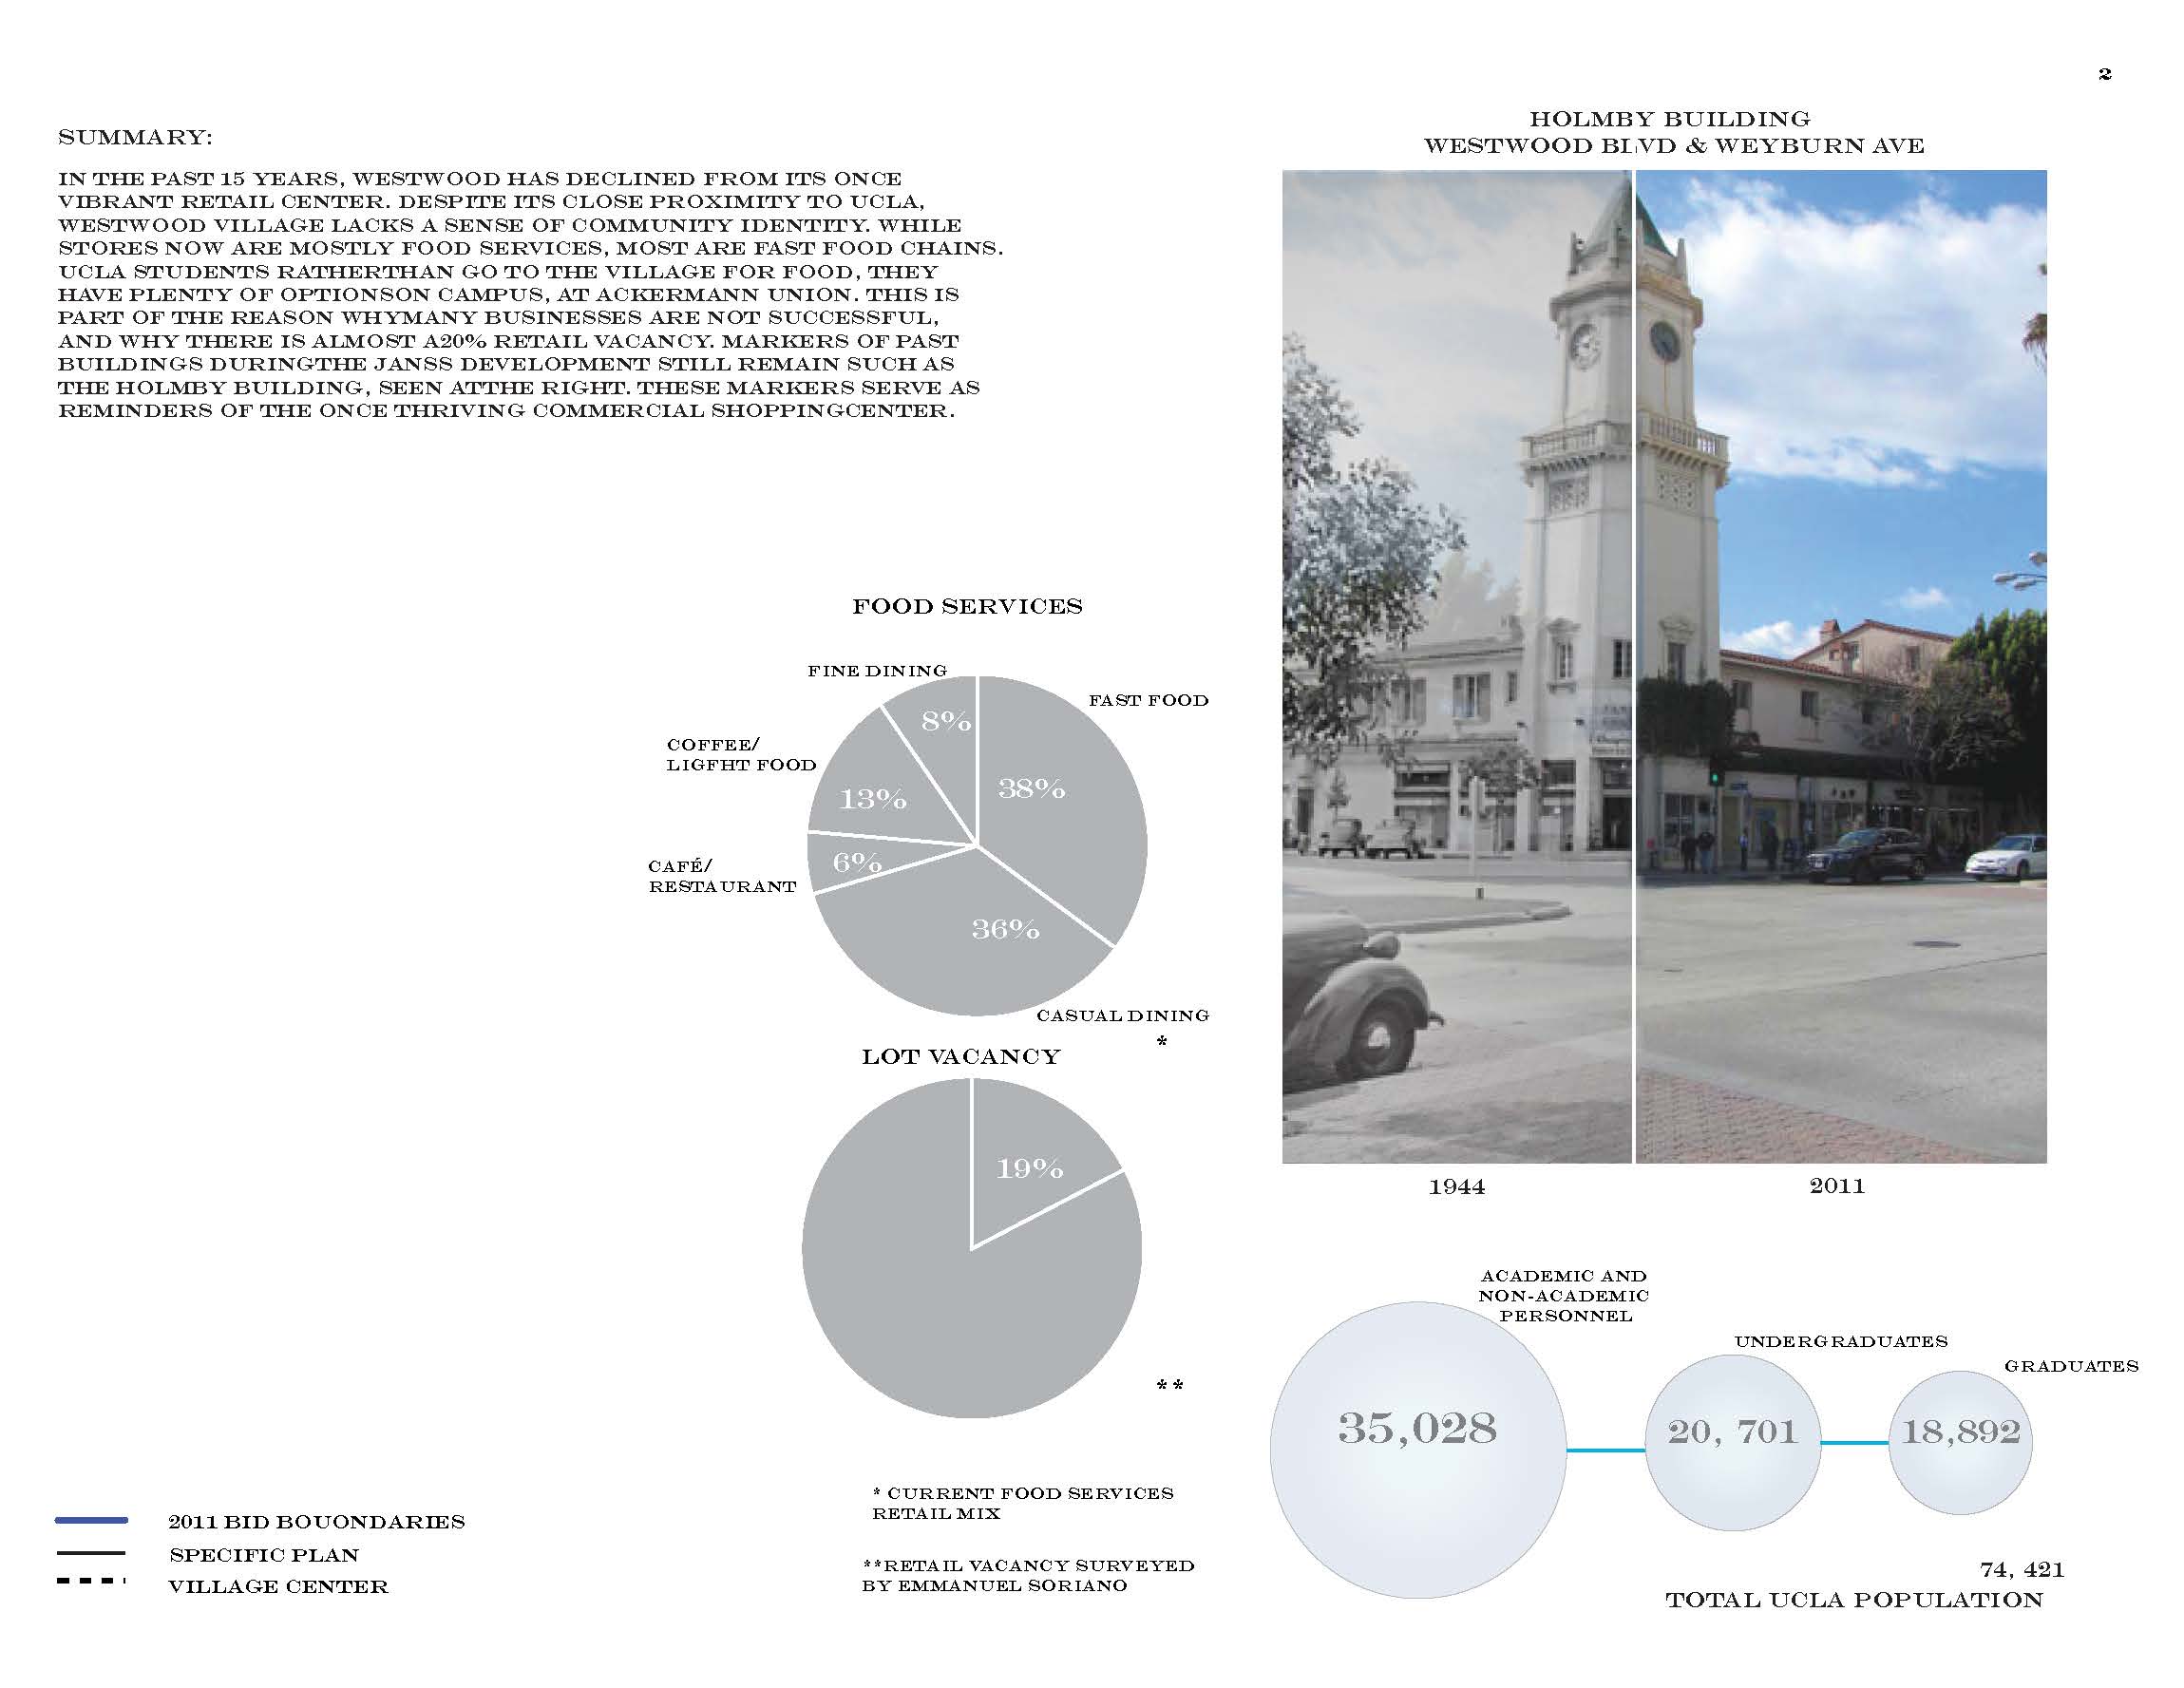 2
SUMMARY:
IN THE PAST 15 YEARS, WESTWOOD HAS DECLINED FROM ITS ONCE
VIBRANT RETAIL CENTER. DESPITE ITS CLOSE PROXIMITY TO UCLA,
WESTWOOD VILLAGE LACKS A SENSE OF COMMUNITY IDENTITY. WHILE
STORES NOW ARE MOSTLY FOOD SERVICES, MOST ARE FAST FOOD CHAINS.
UCLA STUDENTS RATHERTHAN GO TO THE VILLAGE FOR FOOD, THEY
HAVE PLENTY OF OPTIONSON CAMPUS, AT ACKERMANN UNION. THIS IS
PART OF THE REASON WHYMANY BUSINESSES ARE NOT SUCCESSFUL,
AND WHY THERE IS ALMOST A20% RETAIL VACANCY. MARKERS OF PAST
BUILDINGS DURINGTHE JANSS DEVELOPMENT STILL REMAIN SUCH AS
THE HOLMBY BUILDING, SEEN ATTHE RIGHT. THESE MARKERS SERVE AS
REMINDERS OF THE ONCE THRIVING COMMERCIAL SHOPPINGCENTER.
HOLMBY BUILDING
WESTWOOD BLVD & WEYBURN AVE
1944
2011
FOOD SERVICES
FINE DINING
FAST FOOD
8%
38%
COFFEE/
LIGFHT FOOD
13%
CAFÉ/
RESTAURANT
6%
36%
CASUAL DINING
*
LOT VACANCY
19%
**
* CURRENT FOOD SERVICES
RETAIL MIX
**RETAIL VACANCY SURVEYED
BY EMMANUEL SORIANO
2011 BID BOUONDARIES
SPECIFIC PLAN
VILLAGE CENTER
ACADEMIC AND
NON-ACADEMIC
PERSONNEL
35,028
UNDERGRADUATES
20, 701
GRADUATES
18,892
74, 421
TOTAL UCLA POPULATION